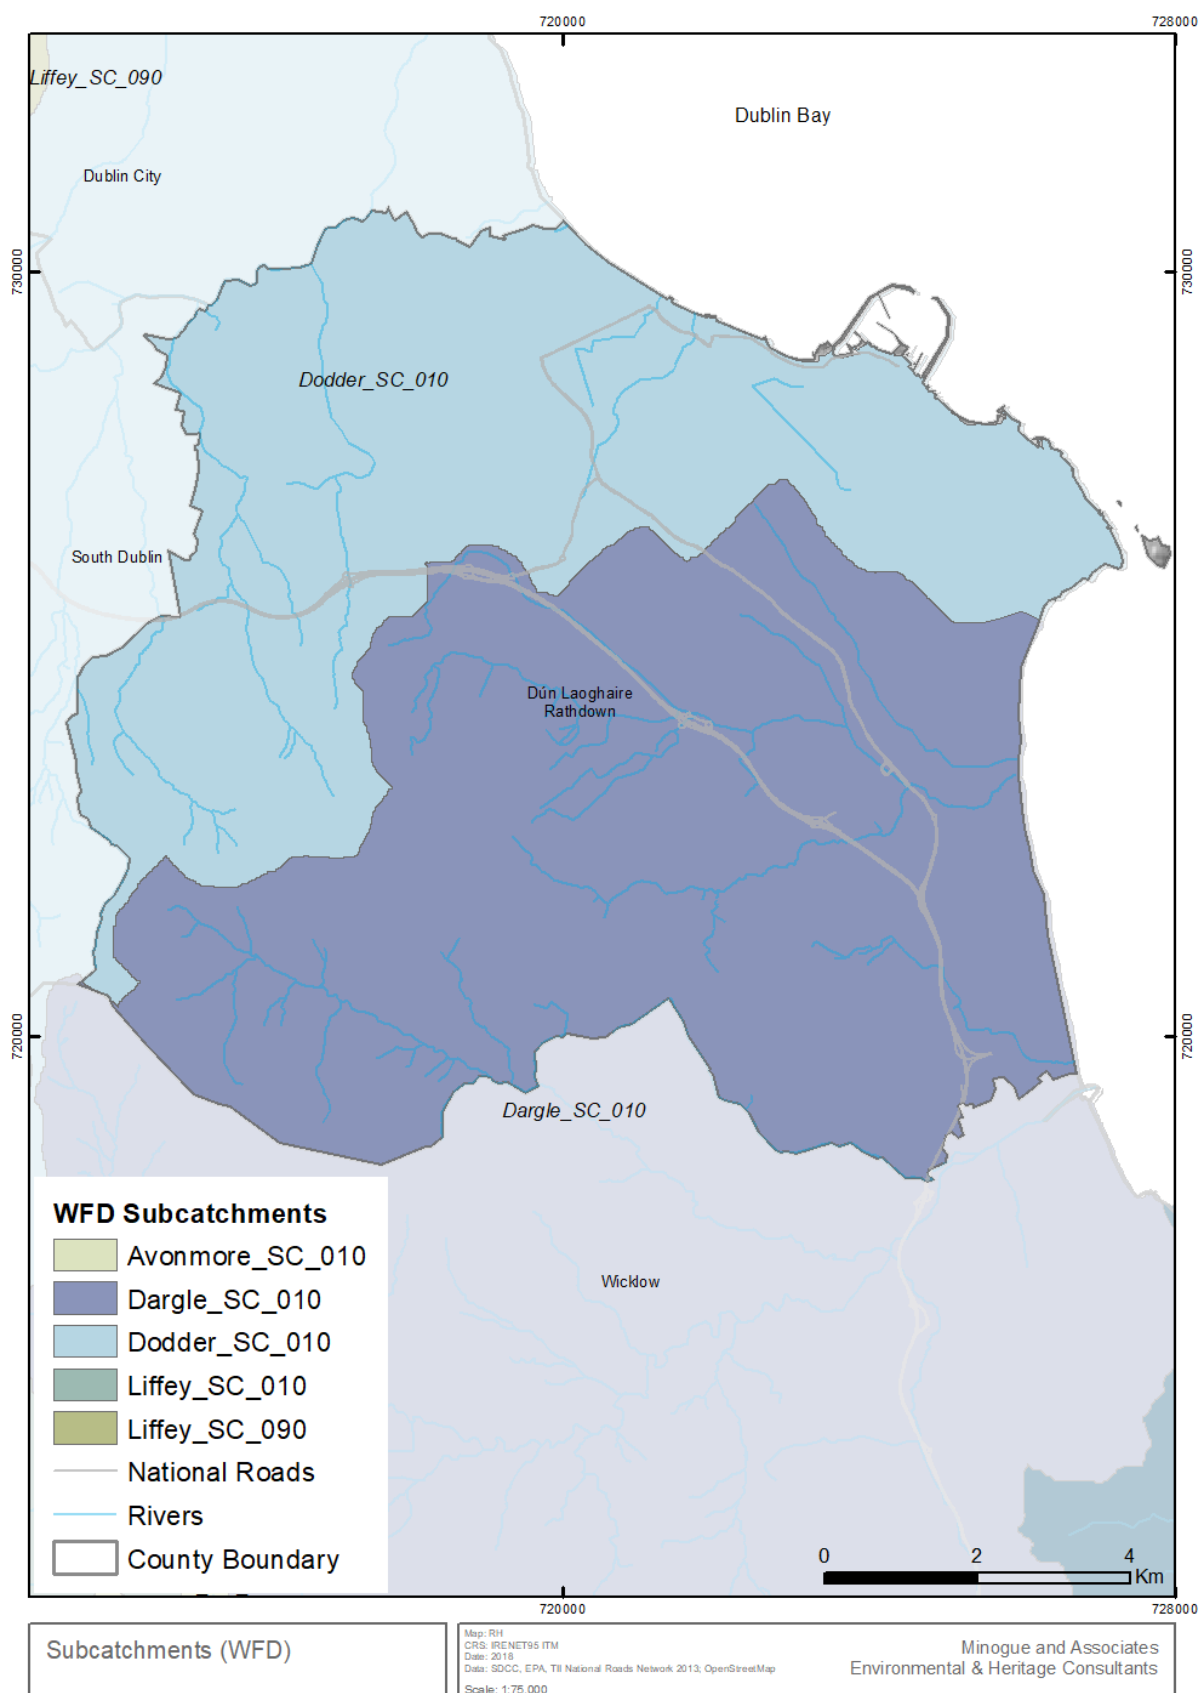 720000
728000
Liffey_SC_090
Dublin Bay
Dublin City
730000
730000
Dodder_SC_010
South Dublin
Dún Laoghaire
Rathdown
720000
720000
Dargle_SC_010
Wicklow
WFD Subcatchments
Avonmore_SC_010
Dargle_SC_010
Dodder_SC_010
Liffey_SC_010
Liffey_SC_090
National Roads
Rivers
County Boundary
0 2 4
Km
720000
728000
Subcatchments (WFD)
Map: RH
CRS: IRENET95 ITM
Date: 2018
Data: SDCC, EPA, TII National Roads Network 2013; OpenStreetMap
Scale: 1:75,000
Minogue and Associates
Environmental & Heritage Consultants